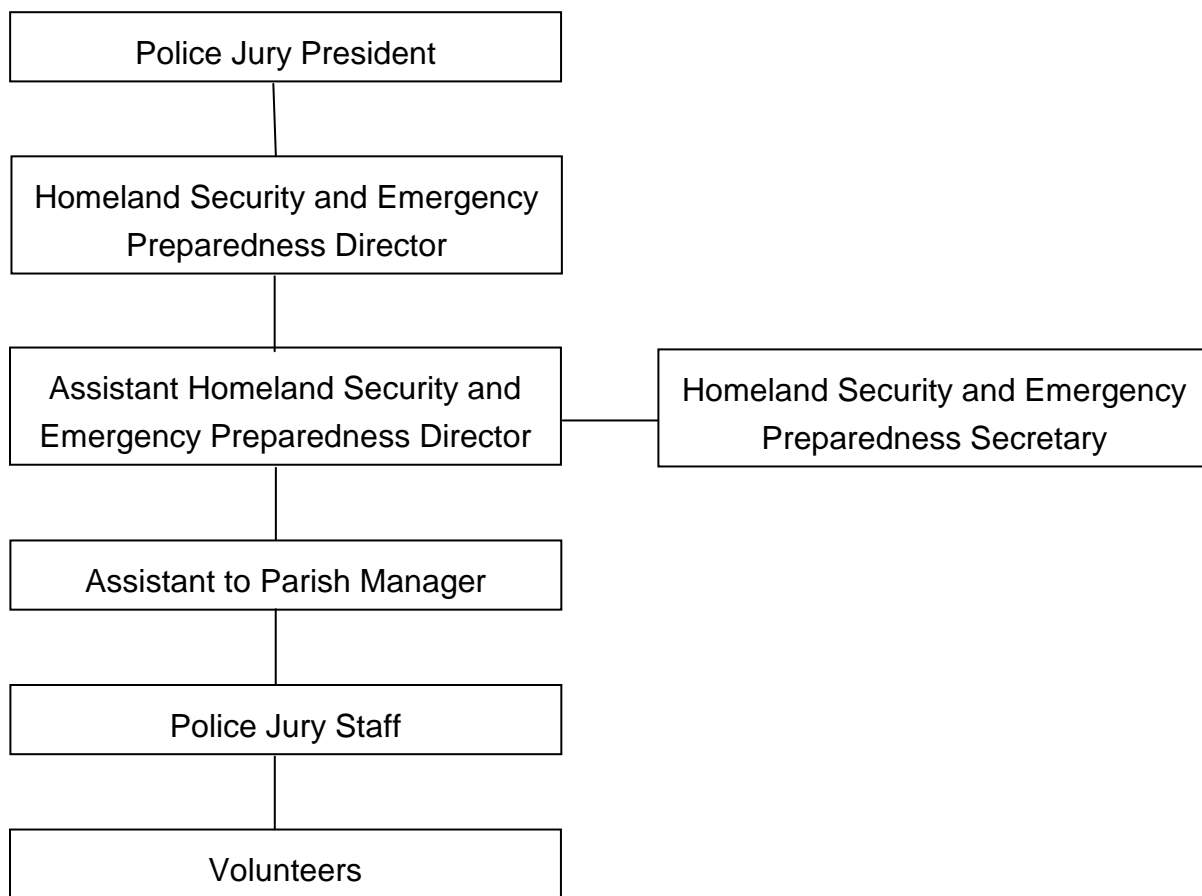 Police Jury President
Homeland Security and Emergency
Preparedness Director
Assistant Homeland Security and
Emergency Preparedness Director
Homeland Security and Emergency
Preparedness Secretary
Assistant to Parish Manager
Police Jury Staff
Volunteers